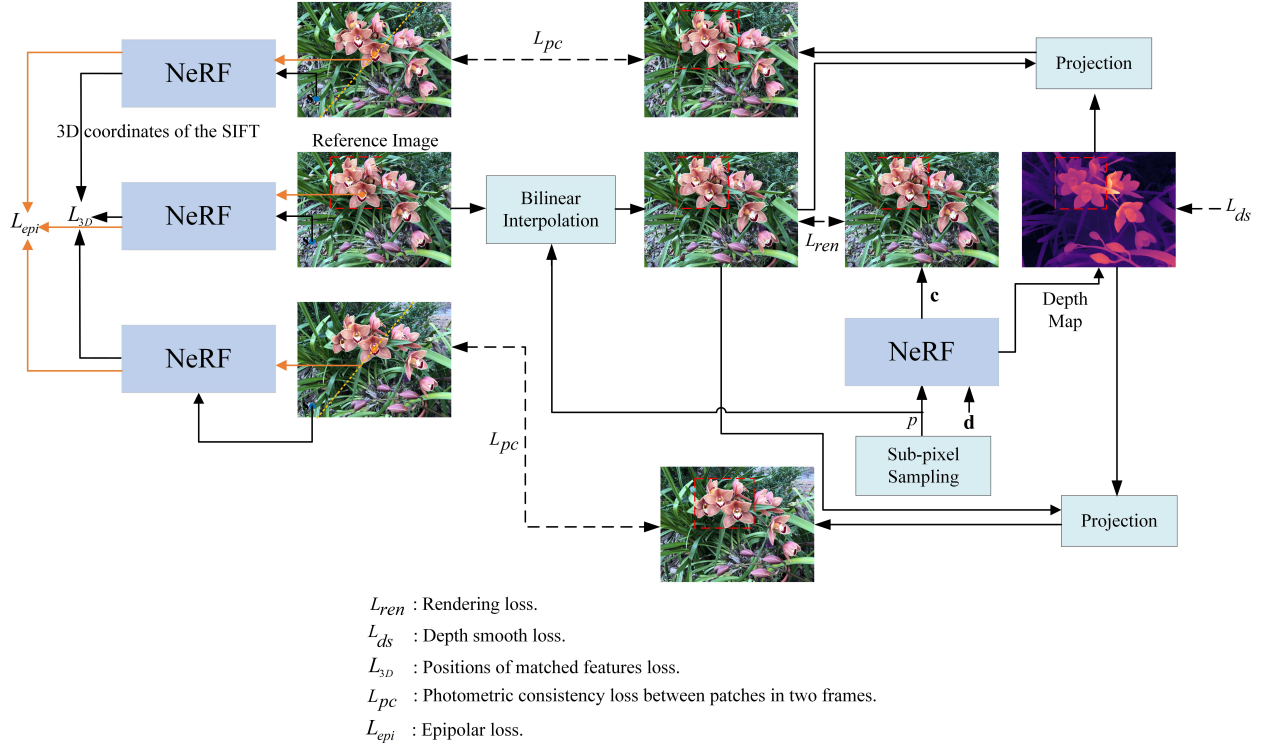 L_pc
NeRF
Projection
s
3D coordinates of the SIFT
Reference Image
NeRF
Bilinear
Interpolation
L_epi
L_3D
s
L_ren
L_ds
c
Depth
Map
NeRF
NeRF
s
p
d
L_pc
Sub-pixel
Sampling
Projection
L_ren : Rendering loss.
L_ds : Depth smooth loss.
L_3D : Positions of matched features loss.
L_pc : Photometric consistency loss between patches in two frames.
L_epi : Epipolar loss.